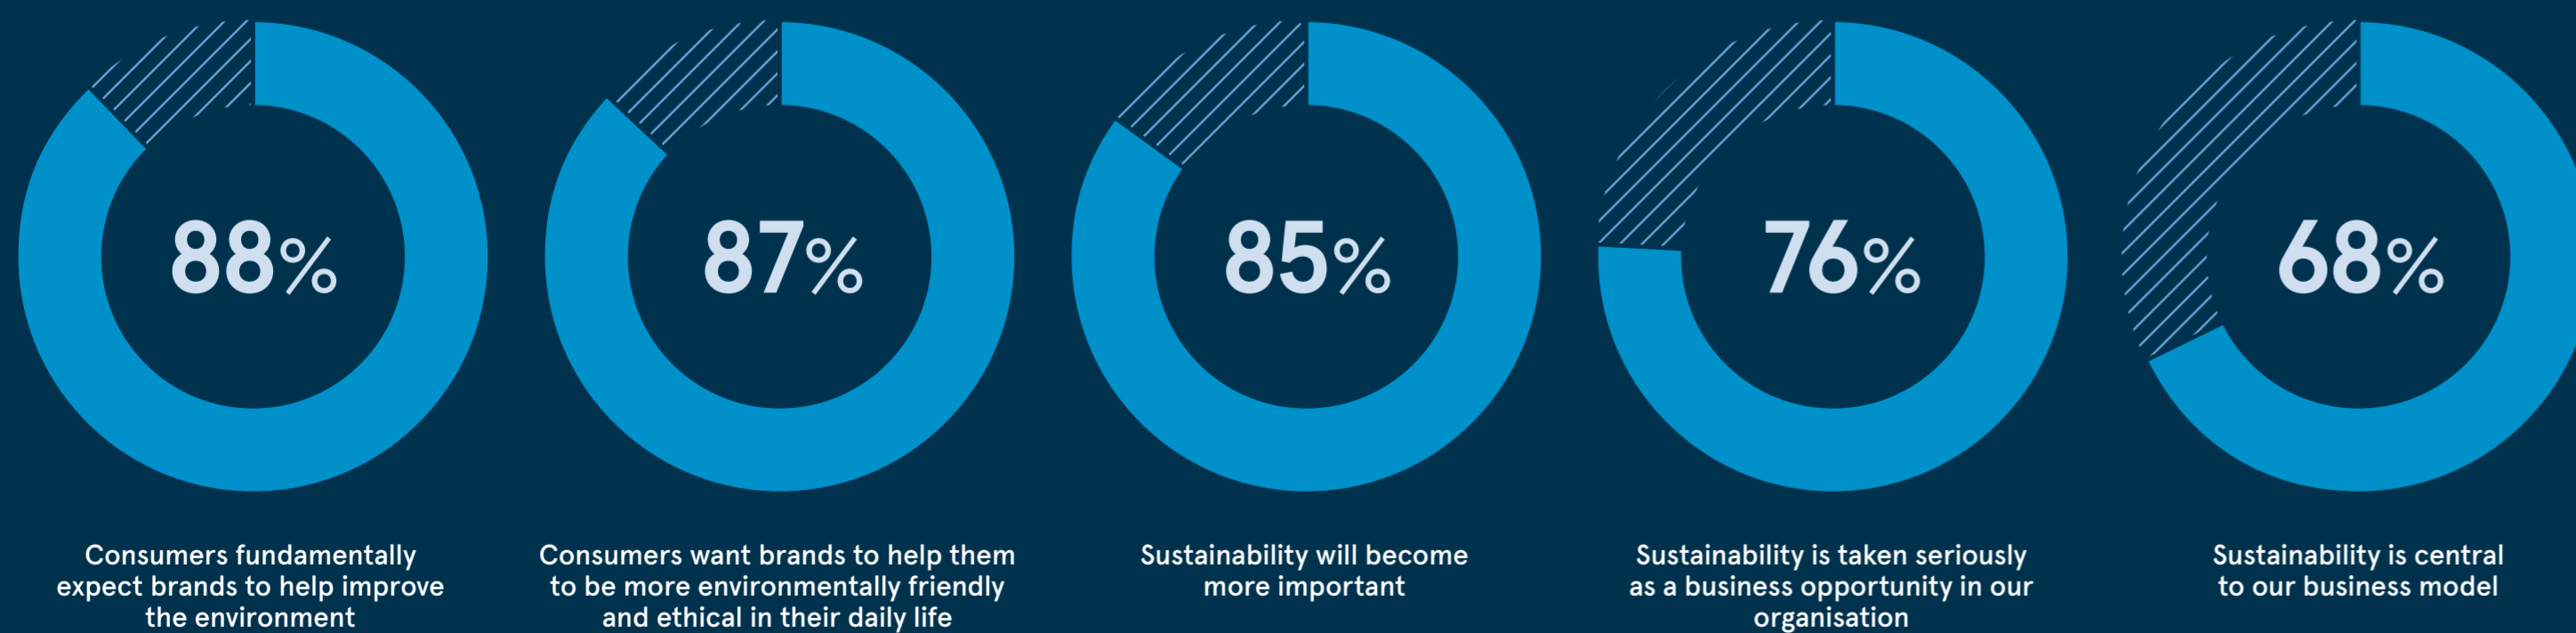 88%
Consumers fundamentally
expect brands to help improve
the environment
87%
Consumers want brands to help them
to be more environmentally friendly
and ethical in their daily life
85%
Sustainability will become
more important
76%
Sustainability is taken seriously
as a business opportunity in our
organisation
68%
Sustainability is central
to our business model